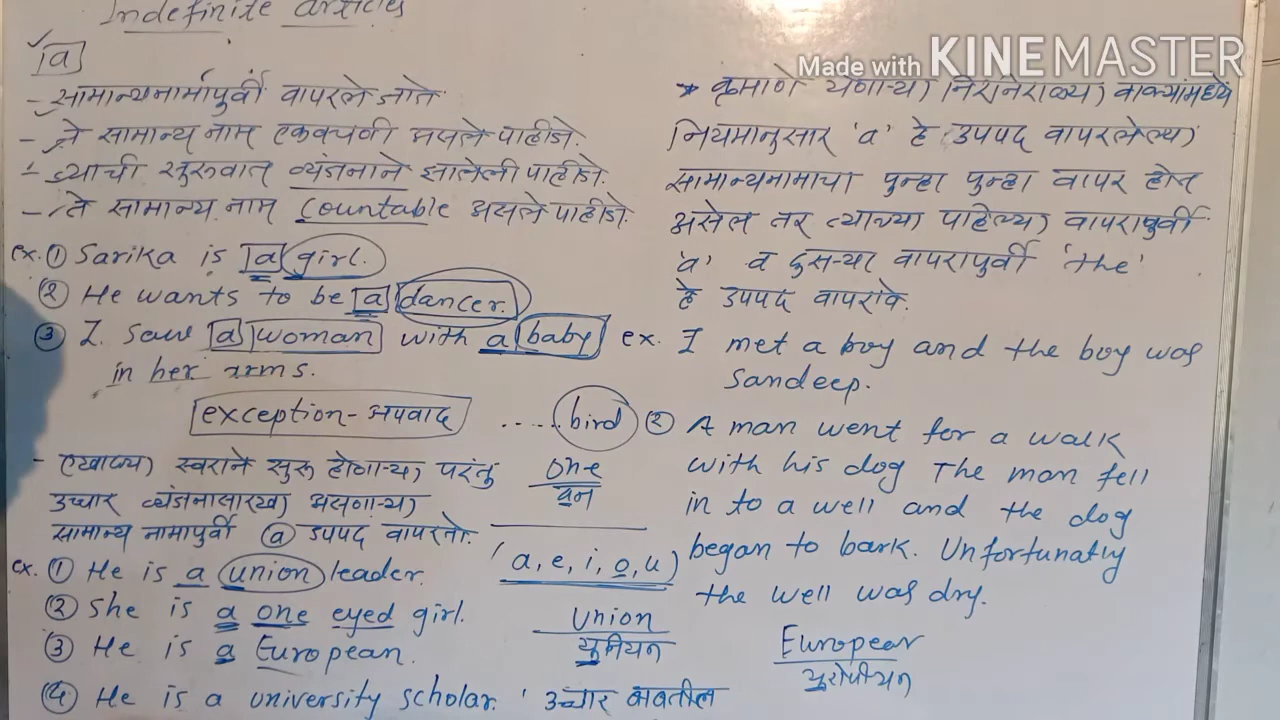 Indefinite articles
a
- सामान्यनामापुर्वी वापरले जाते
- ते सामान्य नाम एकवचनी असले पाहीजे.
- त्याची सुरुवात व्यंजनाने झालेली पाहीजे.
- ते सामान्य नाम Countable असले पाहीजे.
ex. ① Sarika is a girl.
② He wants to be a dancer.
③ I saw a woman with a baby
in her arms.
exception - अपवाद ..... bird
- एखाद्या स्वराने सुरु होणाऱ्या परंतु
उच्चार व्यंजनासारखा असणाऱ्या
सामान्य नामापुर्वी a उपपद वापरतो.
ex. ① He is a union leader.
② She is a one eyed girl.
③ He is a European.
④ He is a university scholar.
one
वन
(a, e, i, o, u)
Union
युनियन
उच्चार
Made with KINEMASTER
* क्रमाने येणाऱ्या निरनिराळ्या वाक्यांमध्ये
नियमानुसार 'a' हे उपपद वापरलेल्या
सामान्यनामाचा पुन्हा पुन्हा वापर होत
असेल तर त्याच्या पहिल्या वापरापुर्वी
'a' व दुसऱ्या वापरापुर्वी 'the'
हे उपपद वापरावे.
ex. I met a boy and the boy was
Sandeep.
② A man went for a walk
with his dog The man fell
in to a well and the dog
began to bark. Unfortunatly
the well was dry.
European
युरोपीयन